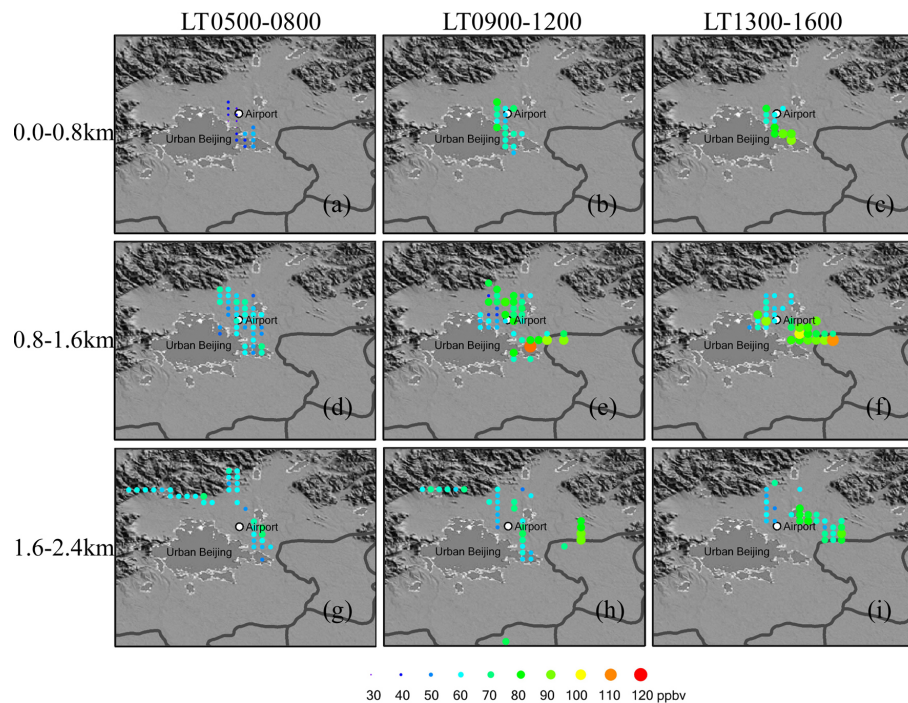 LT0500-0800 LT0900-1200 LT1300-1600
0.0-0.8km
Airport
Urban Beijing
(a)
Airport
Urban Beijing
(b)
Airport
Urban Beijing
(c)
0.8-1.6km
Airport
Urban Beijing
(d)
Airport
Urban Beijing
(e)
Airport
Urban Beijing
(f)
1.6-2.4km
Airport
Urban Beijing
(g)
Airport
Urban Beijing
(h)
Airport
Urban Beijing
(i)
30 40 50 60 70 80 90 100 110 120 ppbv